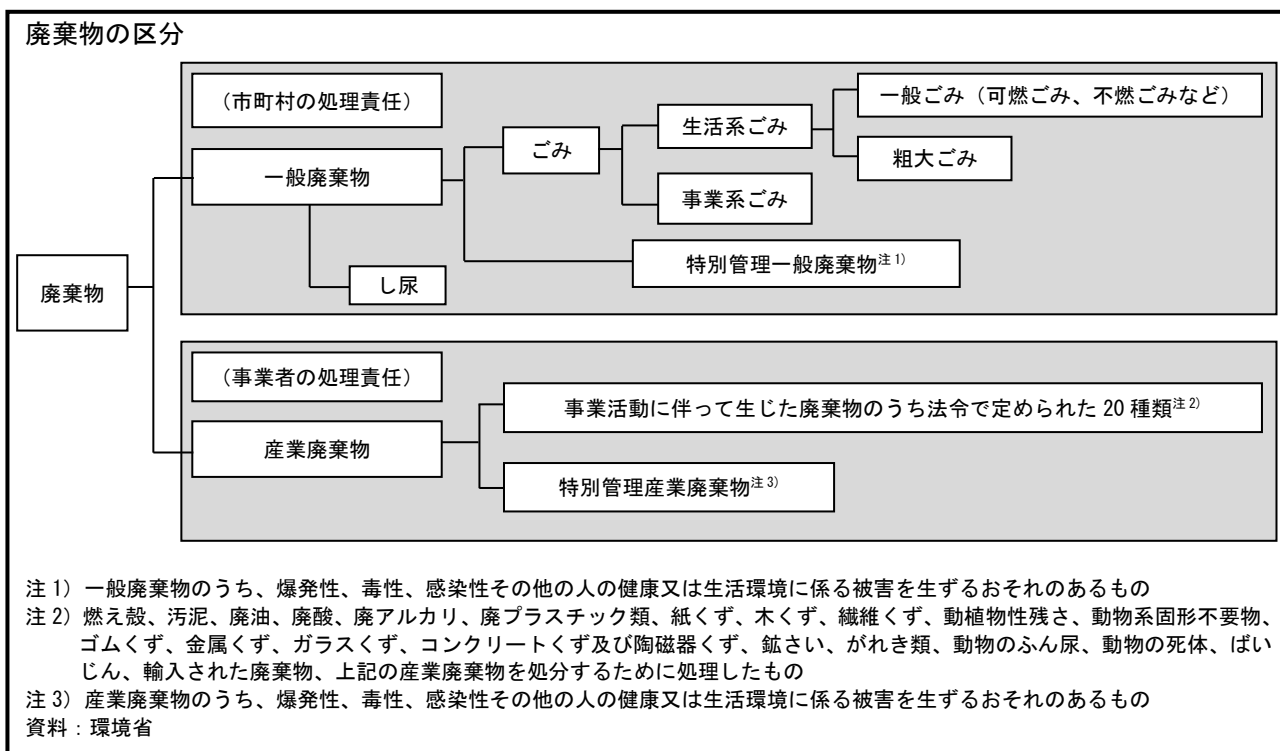 廃棄物の区分
（市町村の処理責任）
一般廃棄物
ごみ
生活系ごみ
一般ごみ（可燃ごみ、不燃ごみなど）
粗大ごみ
事業系ごみ
特別管理一般廃棄物注1)
し尿
廃棄物
（事業者の処理責任）
産業廃棄物
事業活動に伴って生じた廃棄物のうち法令で定められた 20 種類注2)
特別管理産業廃棄物注3)
注 1）一般廃棄物のうち、爆発性、毒性、感染性その他の人の健康又は生活環境に係る被害を生ずるおそれのあるもの
注 2）燃え殻、汚泥、廃油、廃酸、廃アルカリ、廃プラスチック類、紙くず、木くず、繊維くず、動植物性残さ、動物系固形不要物、
ゴムくず、金属くず、ガラスくず、コンクリートくず及び陶磁器くず、鉱さい、がれき類、動物のふん尿、動物の死体、ばい
じん、輸入された廃棄物、上記の産業廃棄物を処分するために処理したもの
注 3）産業廃棄物のうち、爆発性、毒性、感染性その他の人の健康又は生活環境に係る被害を生ずるおそれのあるもの
資料：環境省